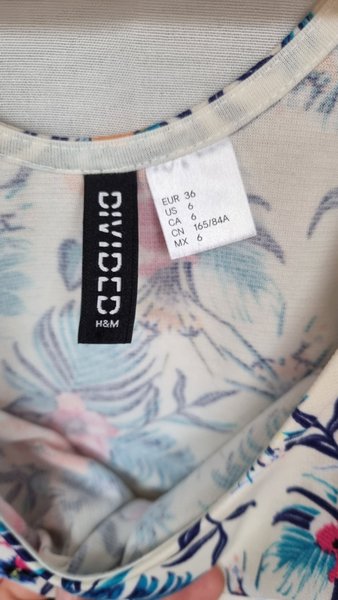 DIVIDED
H&M
EUR 36
US 6
CA 6
CN 165/84A
MX 6